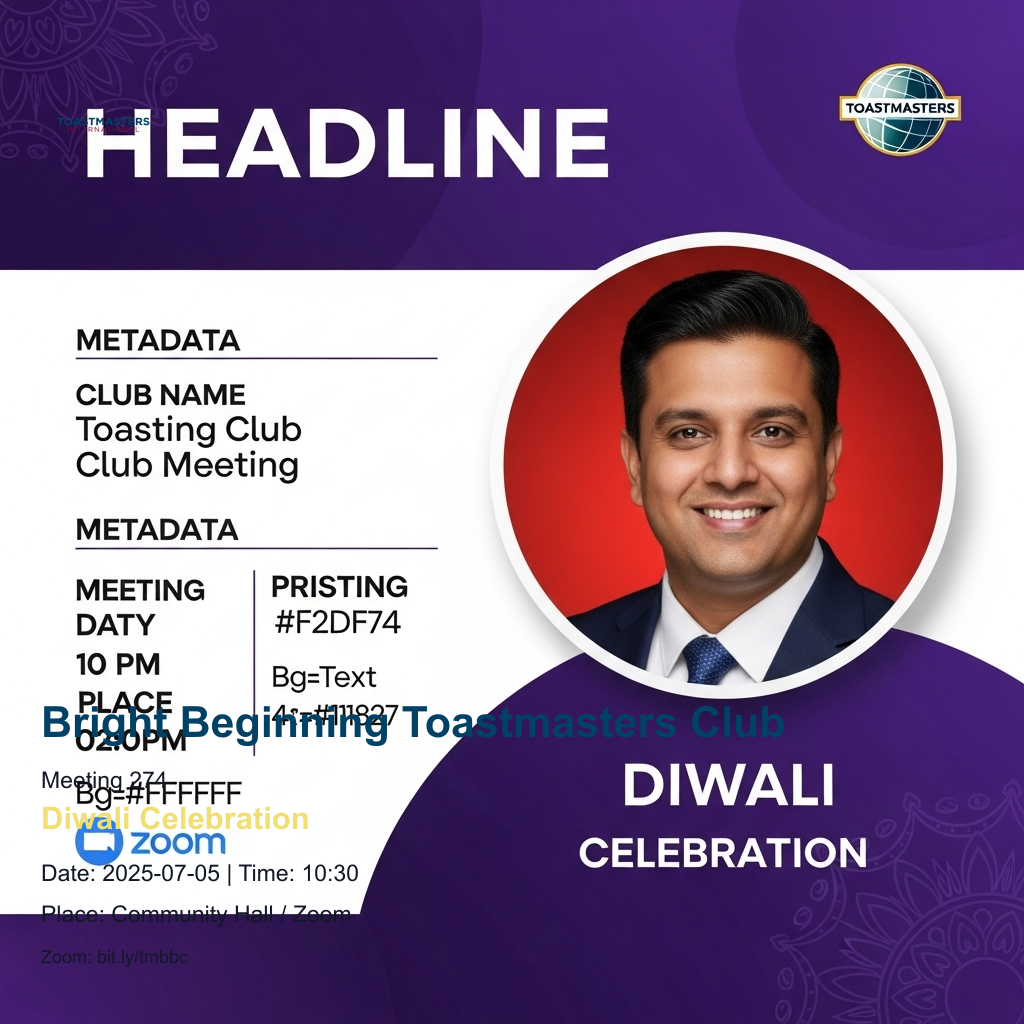 TOASTMASTERS
INTERNATIONAL
HEADLINE
TOASTMASTERS
METADATA
CLUB NAME
Toasting Club
Club Meeting
METADATA
MEETING
DATY
10 PM
PLACE
02:0PM
PRISTING
#F2DF74
Bg=Text
Bright Beginning Toastmasters Club
Meeting 274
Bg=#FFFFFF
Diwali Celebration
zoom
Date: 2025-07-05 | Time: 10:30
Place: Community Hall / Zoom
Zoom: bit.ly/tmbbc
DIWALI
CELEBRATION